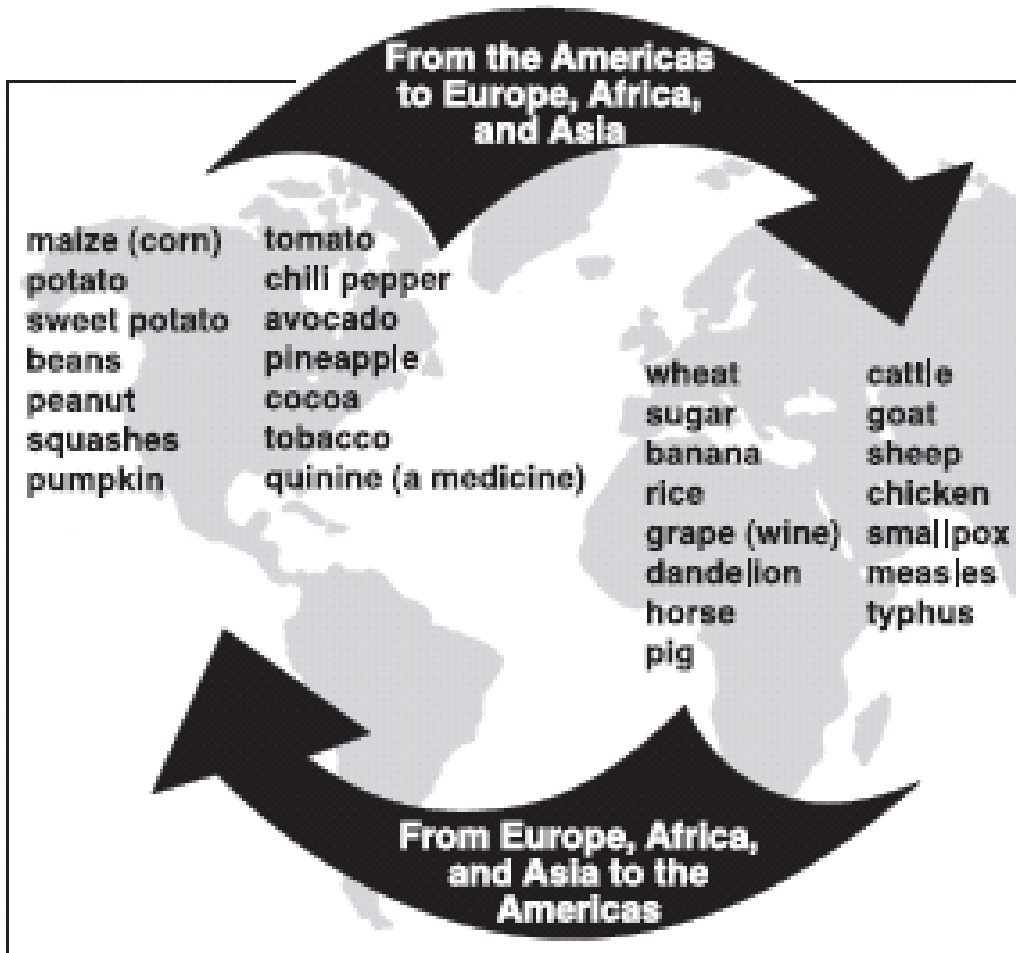 From the Americas
to Europe, Africa,
and Asia
maize (corn)
potato
sweet potato
beans
peanut
squashes
pumpkin
tomato
chili pepper
avocado
pineapple
cocoa
tobacco
quinine (a medicine)
wheat
sugar
banana
rice
grape (wine)
dandelion
horse
pig
cattle
goat
sheep
chicken
smallpox
measles
typhus
From Europe, Africa,
and Asia to the
Americas